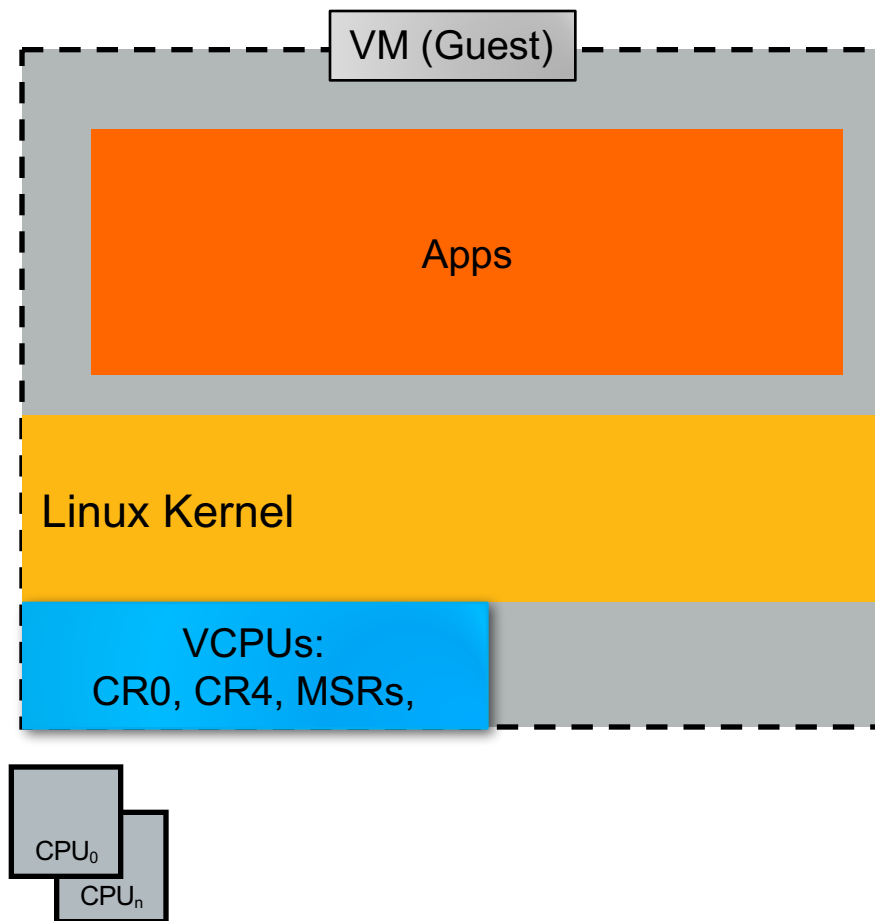 VM (Guest)
Apps
Linux Kernel
VCPUs:
CR0, CR4, MSRs,
CPU₀
CPUₙ